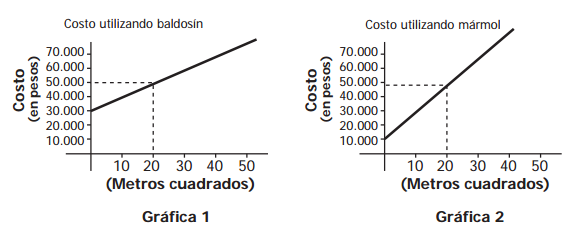 Costo utilizando baldosín
Costo
(en pesos)
70.000
60.000
50.000
40.000
30.000
20.000
10.000
10 20 30 40 50
(Metros cuadrados)
Gráfica 1
Costo utilizando mármol
Costo
(en pesos)
70.000
60.000
50.000
40.000
30.000
20.000
10.000
10 20 30 40 50
(Metros cuadrados)
Gráfica 2